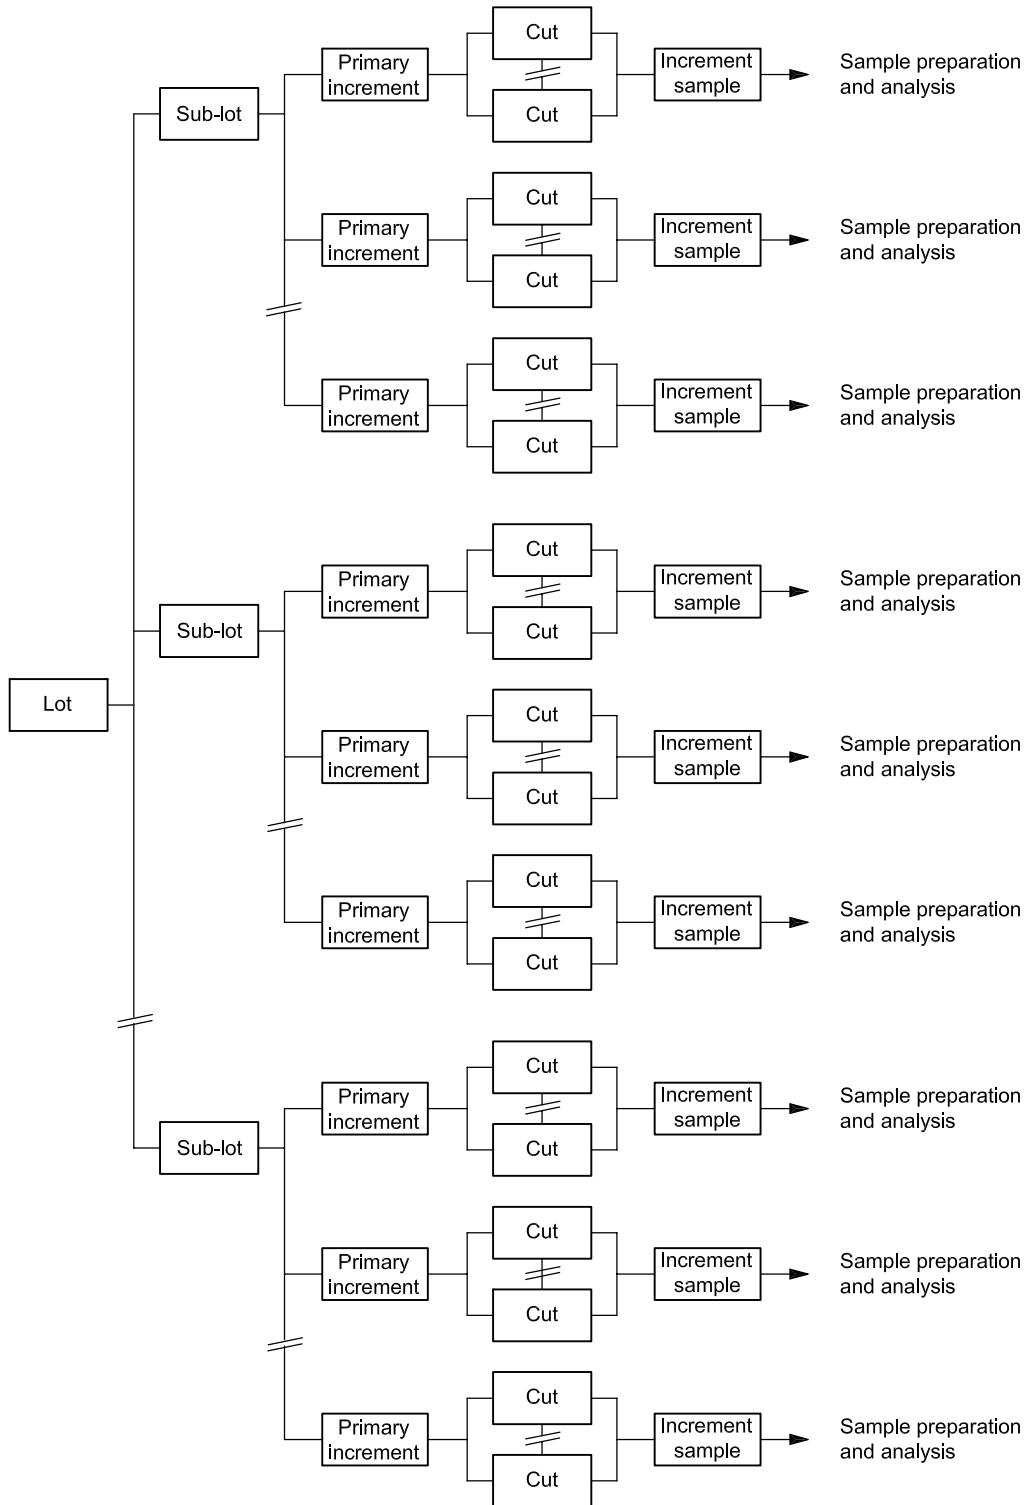 Cut
Primary
increment
Increment
sample
Sample preparation
and analysis
Sub-lot
Cut
Cut
Primary
increment
Increment
sample
Sample preparation
and analysis
Cut
Cut
Primary
increment
Increment
sample
Sample preparation
and analysis
Cut
Cut
Primary
increment
Increment
sample
Sample preparation
and analysis
Sub-lot
Cut
Lot
Cut
Primary
increment
Increment
sample
Sample preparation
and analysis
Cut
Cut
Primary
increment
Increment
sample
Sample preparation
and analysis
Cut
Cut
Primary
increment
Increment
sample
Sample preparation
and analysis
Sub-lot
Cut
Cut
Primary
increment
Increment
sample
Sample preparation
and analysis
Cut
Cut
Primary
increment
Increment
sample
Sample preparation
and analysis
Cut